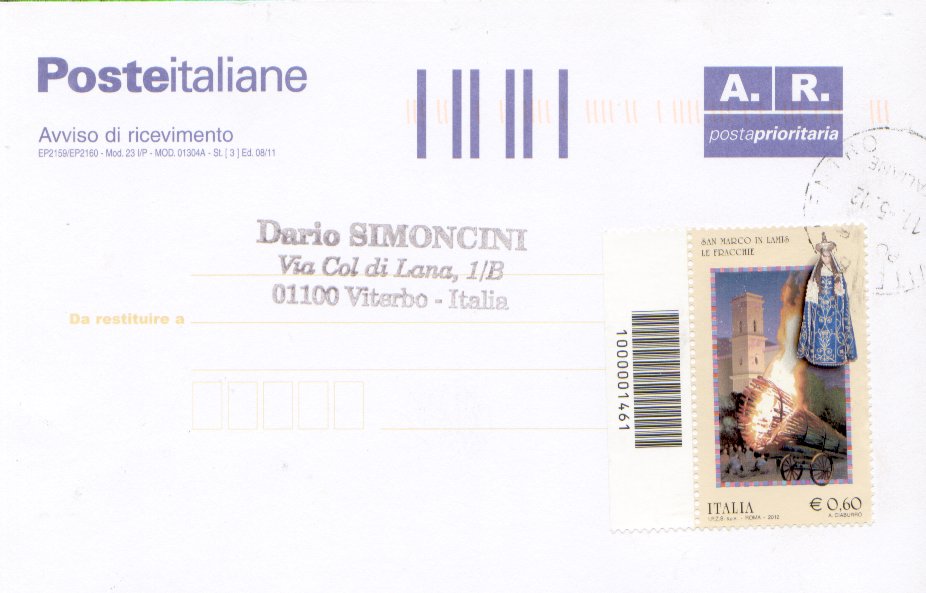 Posteitaliane
Avviso di ricevimento
EP2159/EP2160 - Mod. 23 I/P - MOD. 01304A - St. [ 3 ] Ed. 08/11
A. R.
postaprioritaria
Dario SIMONCINI
Via Col di Lana, 1/B
01100 Viterbo - Italia
Da restituire a
1000001461
SAN MARCO IN LAMIS
LE FRACCHIE
ITALIA
€ 0,60
I.P.Z.S. S.p.A. - ROMA - 2012
A. CIABURRO